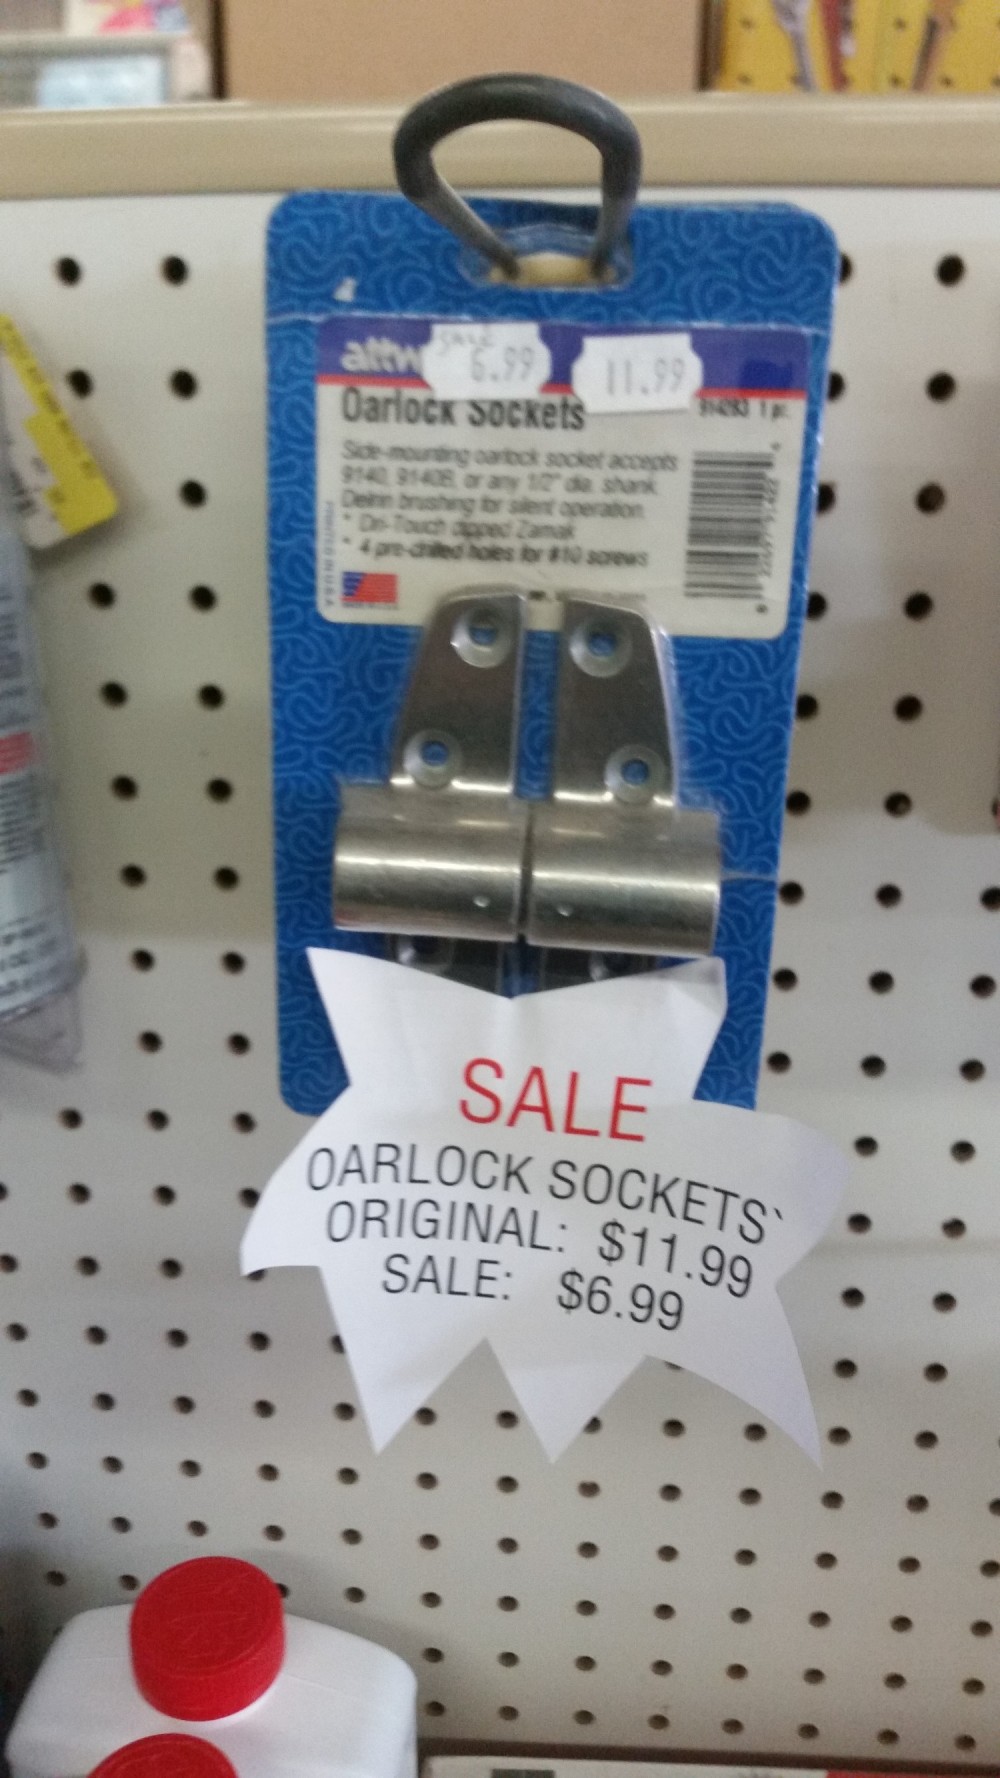 attw
SALE
6.99
11.99
Oarlock Sockets
914283 1 pr.
Side-mounting oarlock socket accepts
9140, 9140B, or any 1/2" dia. shank.
Delrin brushing for silent operation.
* Dri-Touch dipped Zamak
* 4 pre-drilled holes for #10 screws
SALE
OARLOCK SOCKETS`
ORIGINAL: $11.99
SALE: $6.99